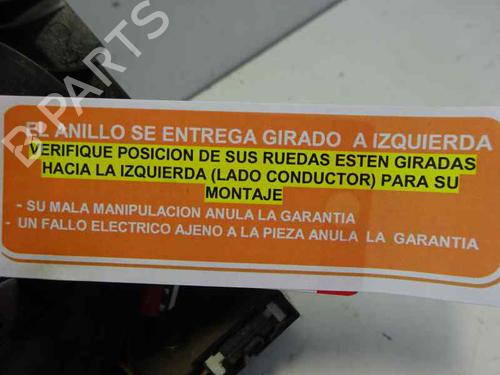 B-PARTS
EL ANILLO SE ENTREGA GIRADO A IZQUIERDA
VERIFIQUE POSICION DE SUS RUEDAS ESTEN GIRADAS
HACIA LA IZQUIERDA (LADO CONDUCTOR) PARA SU
MONTAJE
- SU MALA MANIPULACION ANULA LA GARANTIA
- UN FALLO ELECTRICO AJENO A LA PIEZA ANULA LA GARANTIA